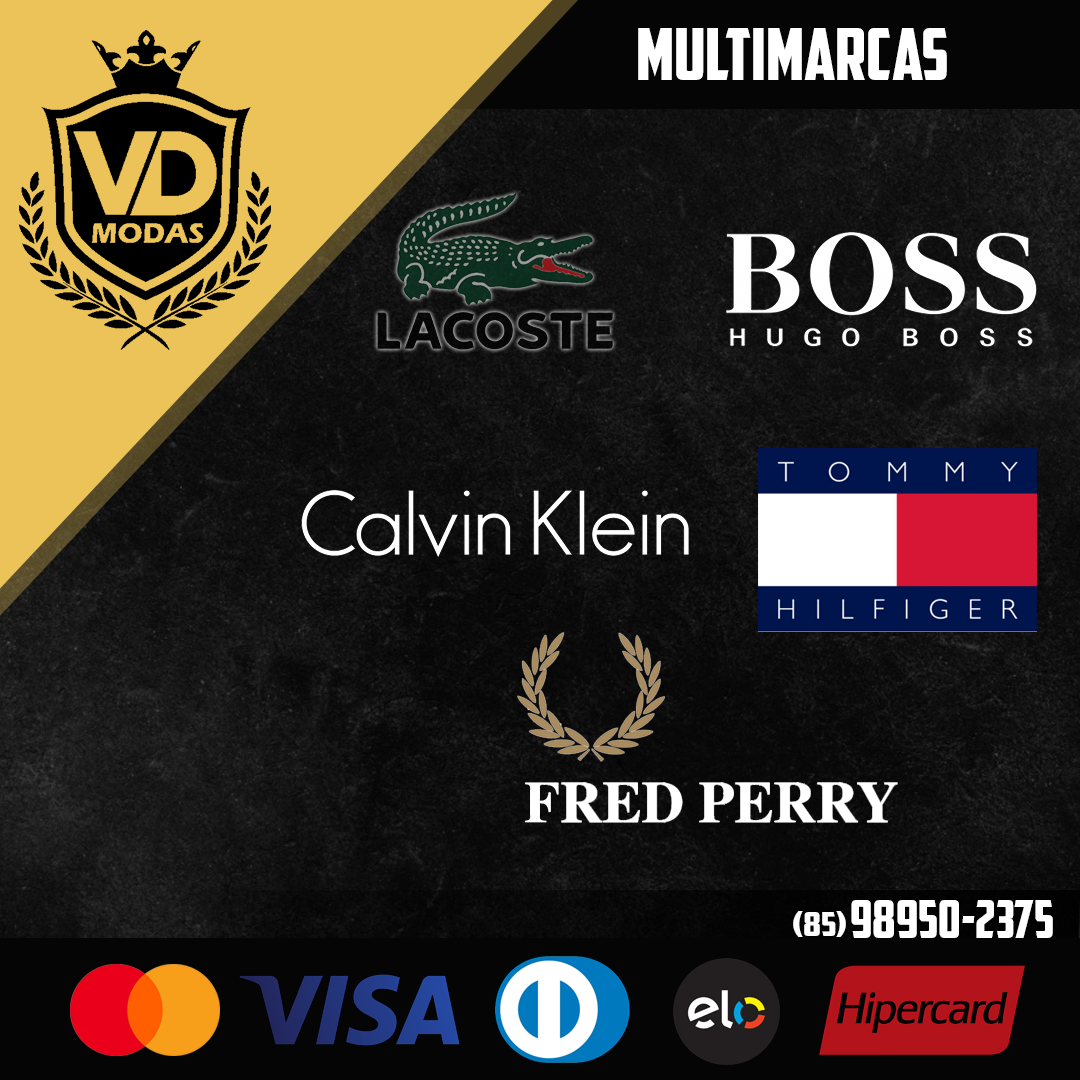 MULTIMARCAS
VD
MODAS
LACOSTE
BOSS
HUGO BOSS
Calvin Klein
TOMMY
HILFIGER
FRED PERRY
(85) 98950-2375
VISA
elo
Hipercard